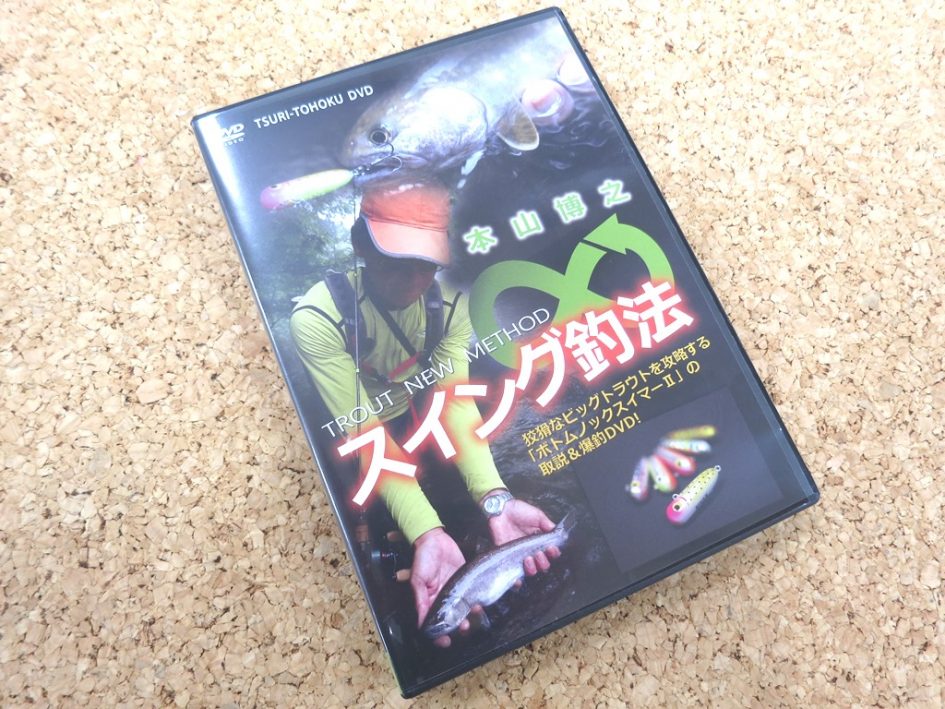 DVD
VIDEO
TSURI-TOHOKU DVD
本山博之
TROUT NEW METHOD
スイング釣法
狡猾なビッグトラウトを攻略する
「ボトムノックスイマーⅡ」の
取説&爆釣DVD!